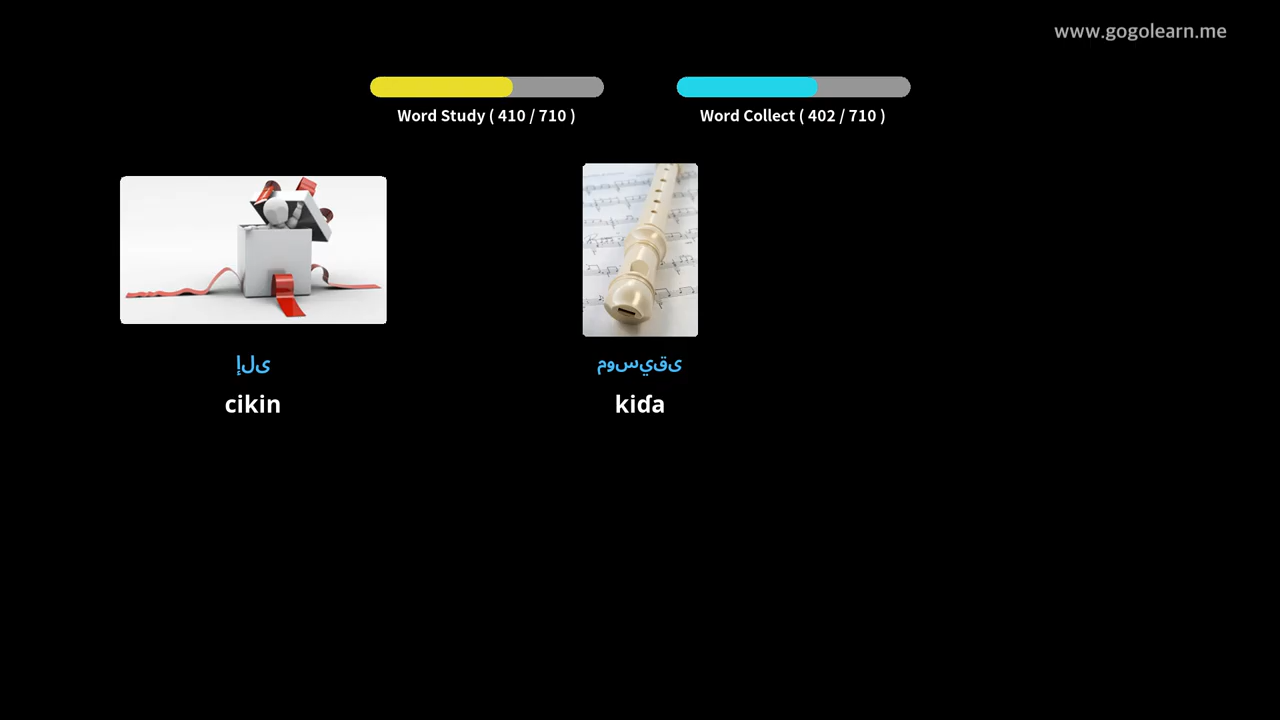 www.gogolearn.me
Word Study ( 410 / 710 )
Word Collect ( 402 / 710 )
إلى
موسيقى
cikin
kiɗa